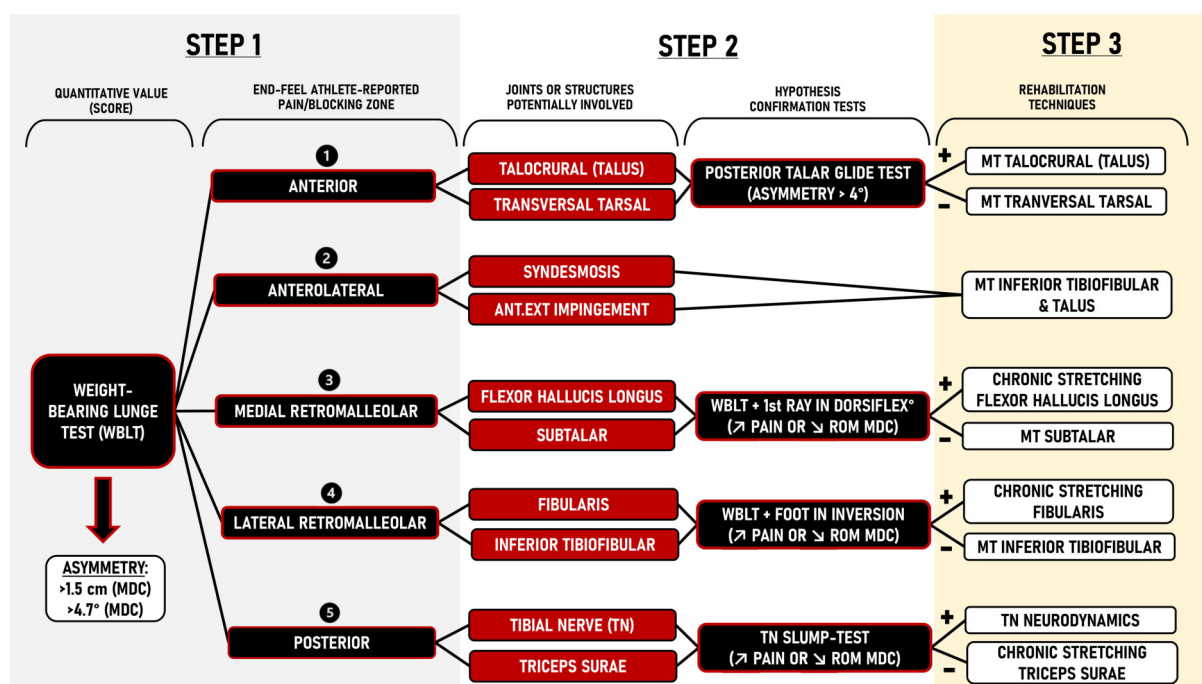 STEP 1
STEP 2
STEP 3
QUANTITATIVE VALUE
(SCORE)
END-FEEL ATHLETE-REPORTED
PAIN/BLOCKING ZONE
JOINTS OR STRUCTURES
POTENTIALLY INVOLVED
HYPOTHESIS
CONFIRMATION TESTS
REHABILITATION
TECHNIQUES
WEIGHT-
BEARING LUNGE
TEST (WBLT)
ASYMMETRY:
>1.5 cm (MDC)
>4.7° (MDC)
1
ANTERIOR
TALOCRURAL (TALUS)
TRANSVERSAL TARSAL
POSTERIOR TALAR GLIDE TEST
(ASYMMETRY > 4°)
+
MT TALOCRURAL (TALUS)
-
MT TRANVERSAL TARSAL
2
ANTEROLATERAL
SYNDESMOSIS
ANT.EXT IMPINGEMENT
MT INFERIOR TIBIOFIBULAR
& TALUS
3
MEDIAL RETROMALLEOLAR
FLEXOR HALLUCIS LONGUS
SUBTALAR
WBLT + 1st RAY IN DORSIFLEX°
(↗ PAIN OR ↘ ROM MDC)
+
CHRONIC STRETCHING
FLEXOR HALLUCIS LONGUS
-
MT SUBTALAR
4
LATERAL RETROMALLEOLAR
FIBULARIS
INFERIOR TIBIOFIBULAR
WBLT + FOOT IN INVERSION
(↗ PAIN OR ↘ ROM MDC)
+
CHRONIC STRETCHING
FIBULARIS
-
MT INFERIOR TIBIOFIBULAR
5
POSTERIOR
TIBIAL NERVE (TN)
TRICEPS SURAE
TN SLUMP-TEST
(↗ PAIN OR ↘ ROM MDC)
+
TN NEURODYNAMICS
-
CHRONIC STRETCHING
TRICEPS SURAE